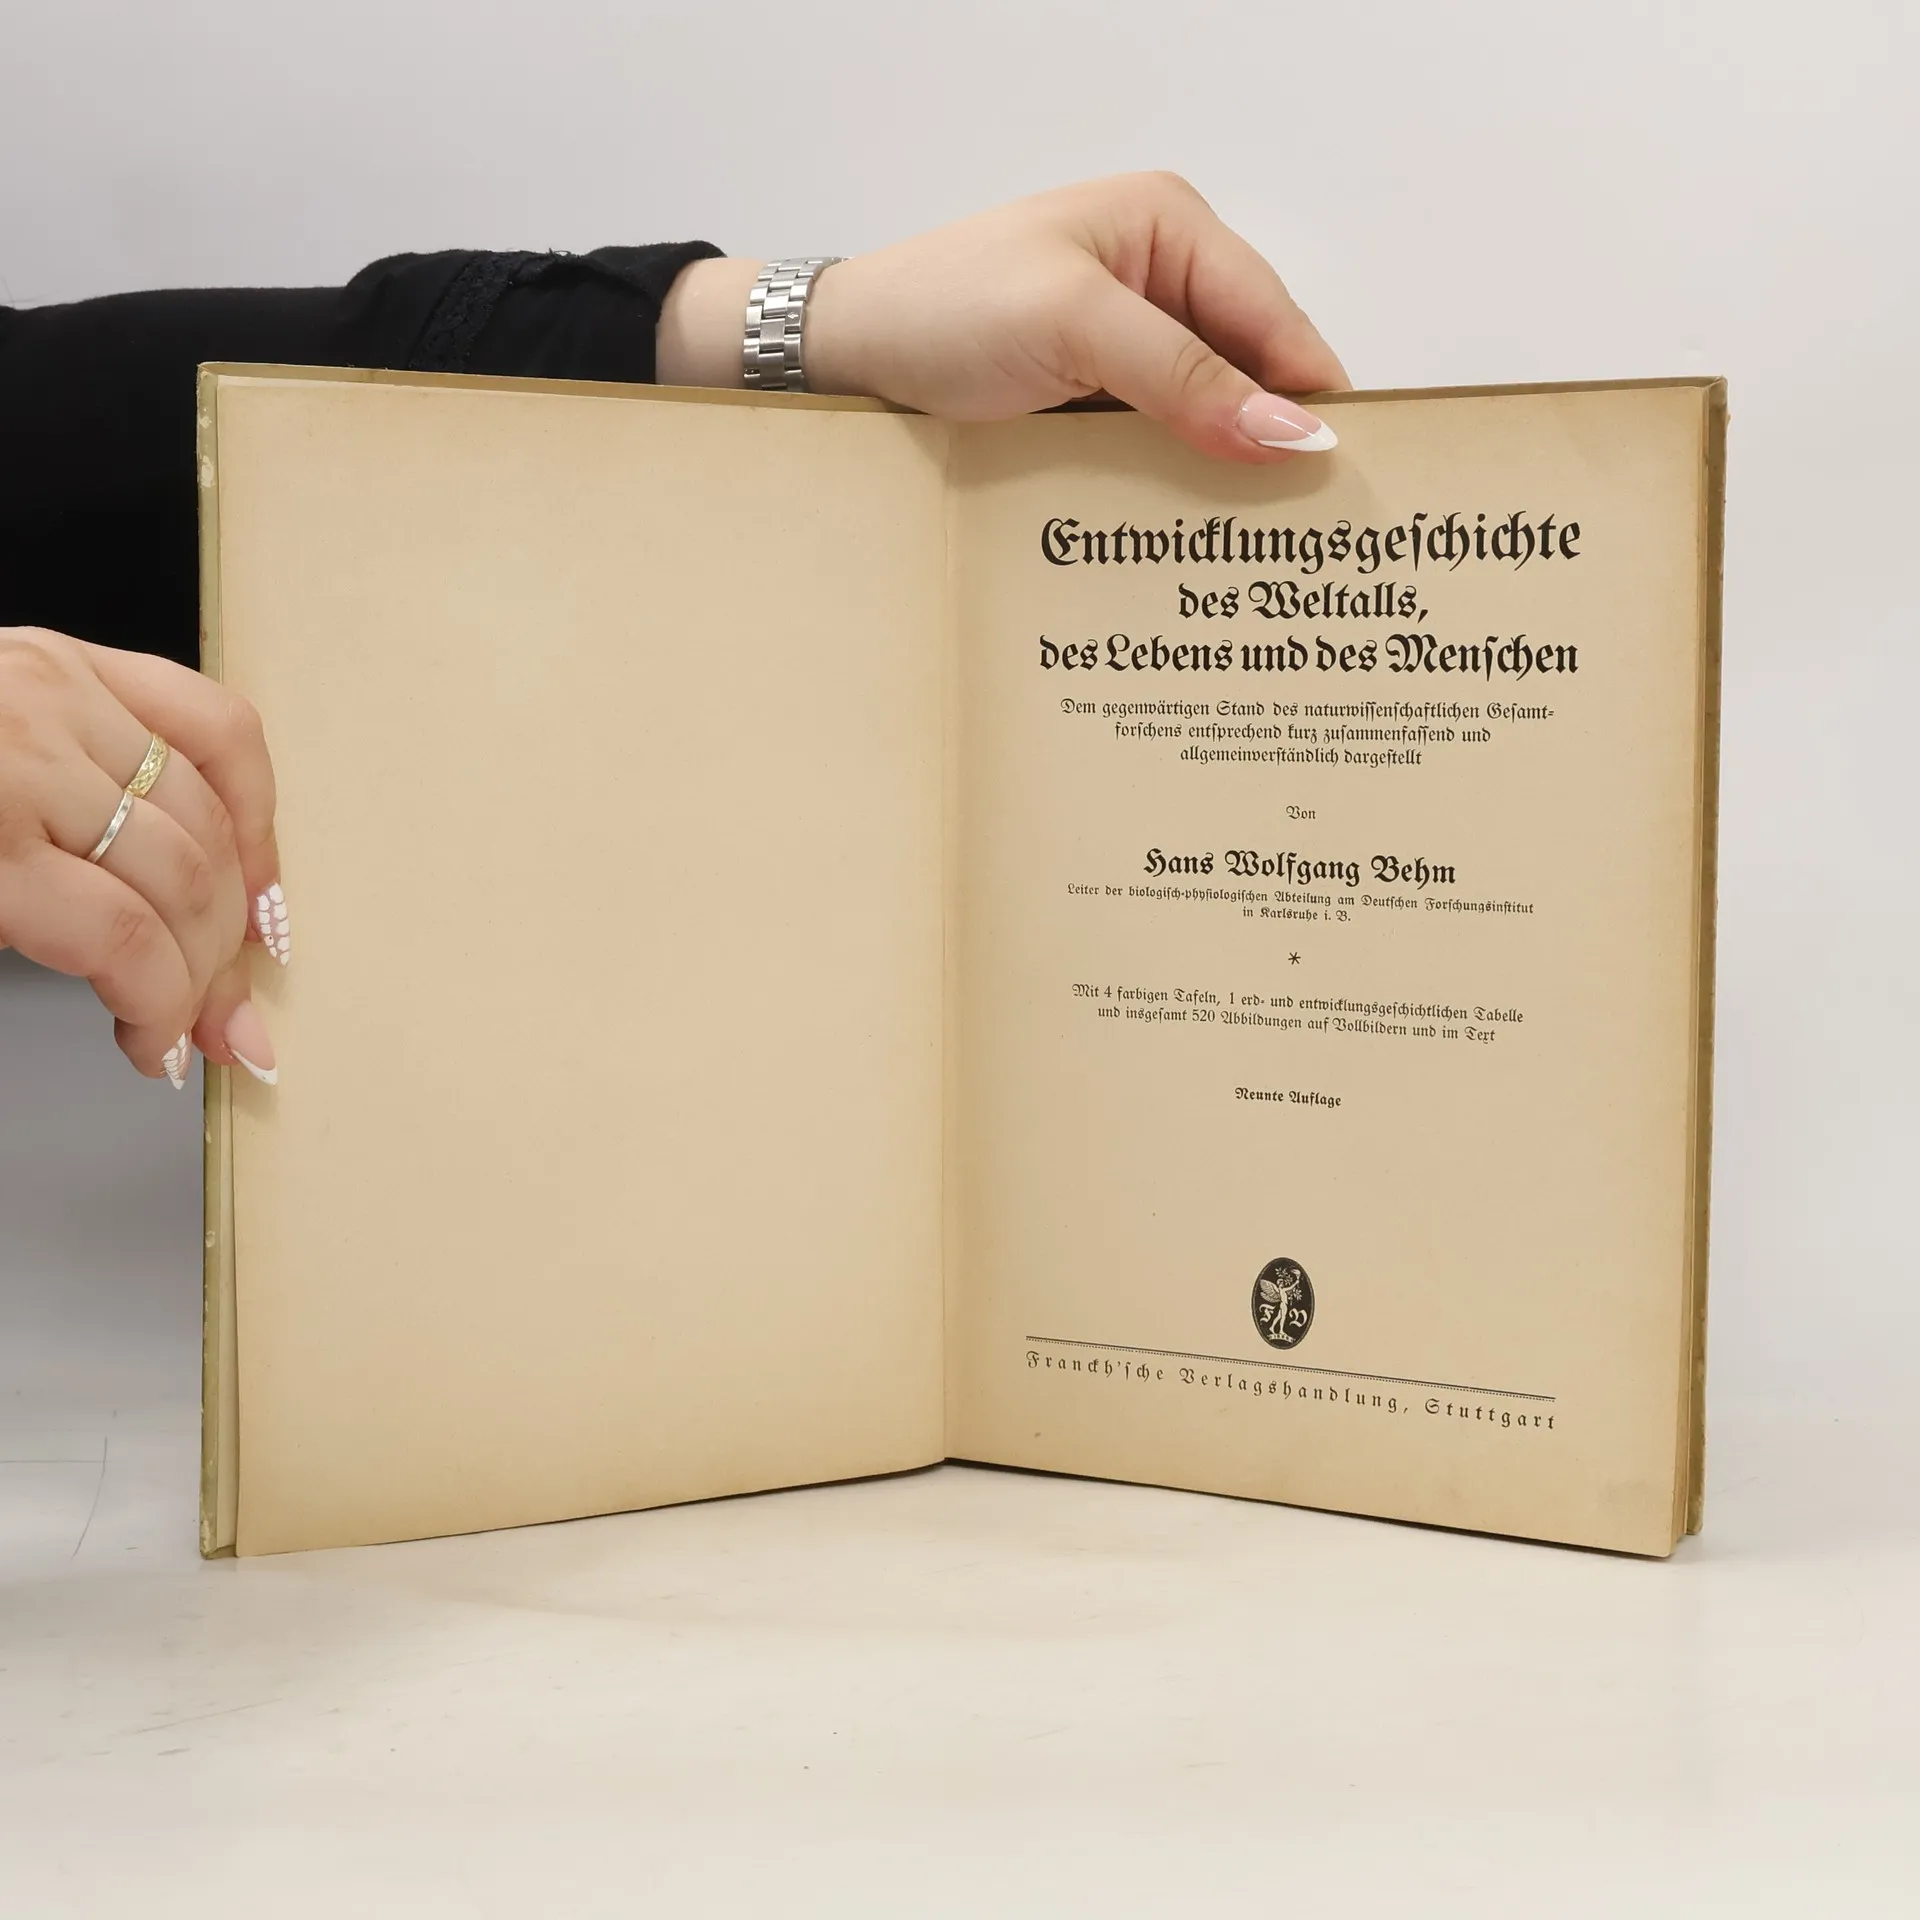 Entwicklungsgeſchichte
des Weltalls,
des Lebens und des Menſchen
Dem gegenwärtigen Stand des naturwiſſenſchaftlichen Geſamt-
forſchens entſprechend kurz zuſammenfaſſend und
allgemeinverſtändlich dargeſtellt
Von
Hans Wolfgang Behm
Leiter der biologiſch-phyſiologiſchen Abteilung am Deutſchen Forſchungsinſtitut
in Karlsruhe i. B.
*
Mit 4 farbigen Tafeln, 1 erd- und entwicklungsgeſchichtlichen Tabelle
und insgeſamt 520 Abbildungen auf Vollbildern und im Text
Neunte Auflage
F V
Franckh'ſche Verlagshandlung, Stuttgart